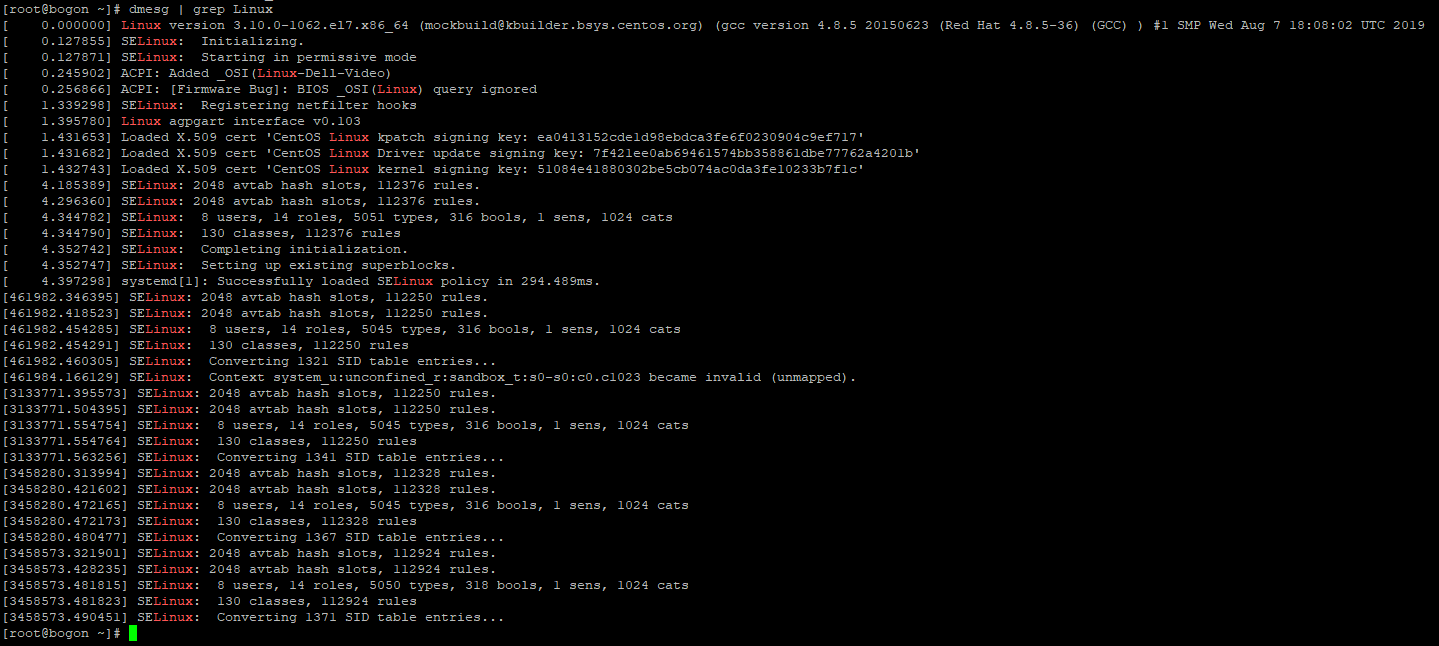 [root@bogon ~]# dmesg | grep Linux
[    0.000000] Linux version 3.10.0-1062.el7.x86_64 (mockbuild@kbuilder.bsys.centos.org) (gcc version 4.8.5 20150623 (Red Hat 4.8.5-36) (GCC) ) #1 SMP Wed Aug 7 18:08:02 UTC 2019
[    0.127855] SELinux:  Initializing.
[    0.127871] SELinux:  Starting in permissive mode
[    0.245902] ACPI: Added _OSI(Linux-Dell-Video)
[    0.256866] ACPI: [Firmware Bug]: BIOS _OSI(Linux) query ignored
[    1.339298] SELinux:  Registering netfilter hooks
[    1.395780] Linux agpgart interface v0.103
[    1.431653] Loaded X.509 cert 'CentOS Linux kpatch signing key: ea0413152cde1d98ebdca3fe6f0230904c9ef717'
[    1.431682] Loaded X.509 cert 'CentOS Linux Driver update signing key: 7f421ee0ab69461574bb358861dbe77762a4201b'
[    1.432743] Loaded X.509 cert 'CentOS Linux kernel signing key: 51084e41880302be5cb074ac0da3fe10233b7f1c'
[    4.185389] SELinux: 2048 avtab hash slots, 112376 rules.
[    4.296360] SELinux: 2048 avtab hash slots, 112376 rules.
[    4.344782] SELinux:  8 users, 14 roles, 5051 types, 316 bools, 1 sens, 1024 cats
[    4.344790] SELinux:  130 classes, 112376 rules
[    4.352742] SELinux:  Completing initialization.
[    4.352747] SELinux:  Setting up existing superblocks.
[    4.397298] systemd[1]: Successfully loaded SELinux policy in 294.489ms.
[461982.346395] SELinux: 2048 avtab hash slots, 112250 rules.
[461982.418523] SELinux: 2048 avtab hash slots, 112250 rules.
[461982.454285] SELinux:  8 users, 14 roles, 5045 types, 316 bools, 1 sens, 1024 cats
[461982.454291] SELinux:  130 classes, 112250 rules
[461982.460305] SELinux:  Converting 1321 SID table entries...
[461984.166129] SELinux:  Context system_u:unconfined_r:sandbox_t:s0-s0:c0.c1023 became invalid (unmapped).
[3133771.395573] SELinux: 2048 avtab hash slots, 112250 rules.
[3133771.504395] SELinux: 2048 avtab hash slots, 112250 rules.
[3133771.554754] SELinux:  8 users, 14 roles, 5045 types, 316 bools, 1 sens, 1024 cats
[3133771.554764] SELinux:  130 classes, 112250 rules
[3133771.563256] SELinux:  Converting 1341 SID table entries...
[3458280.313994] SELinux: 2048 avtab hash slots, 112328 rules.
[3458280.421602] SELinux: 2048 avtab hash slots, 112328 rules.
[3458280.472165] SELinux:  8 users, 14 roles, 5045 types, 316 bools, 1 sens, 1024 cats
[3458280.472173] SELinux:  130 classes, 112328 rules
[3458280.480477] SELinux:  Converting 1367 SID table entries...
[3458573.321901] SELinux: 2048 avtab hash slots, 112924 rules.
[3458573.428235] SELinux: 2048 avtab hash slots, 112924 rules.
[3458573.481815] SELinux:  8 users, 14 roles, 5050 types, 318 bools, 1 sens, 1024 cats
[3458573.481823] SELinux:  130 classes, 112924 rules
[3458573.490451] SELinux:  Converting 1371 SID table entries...
[root@bogon ~]#